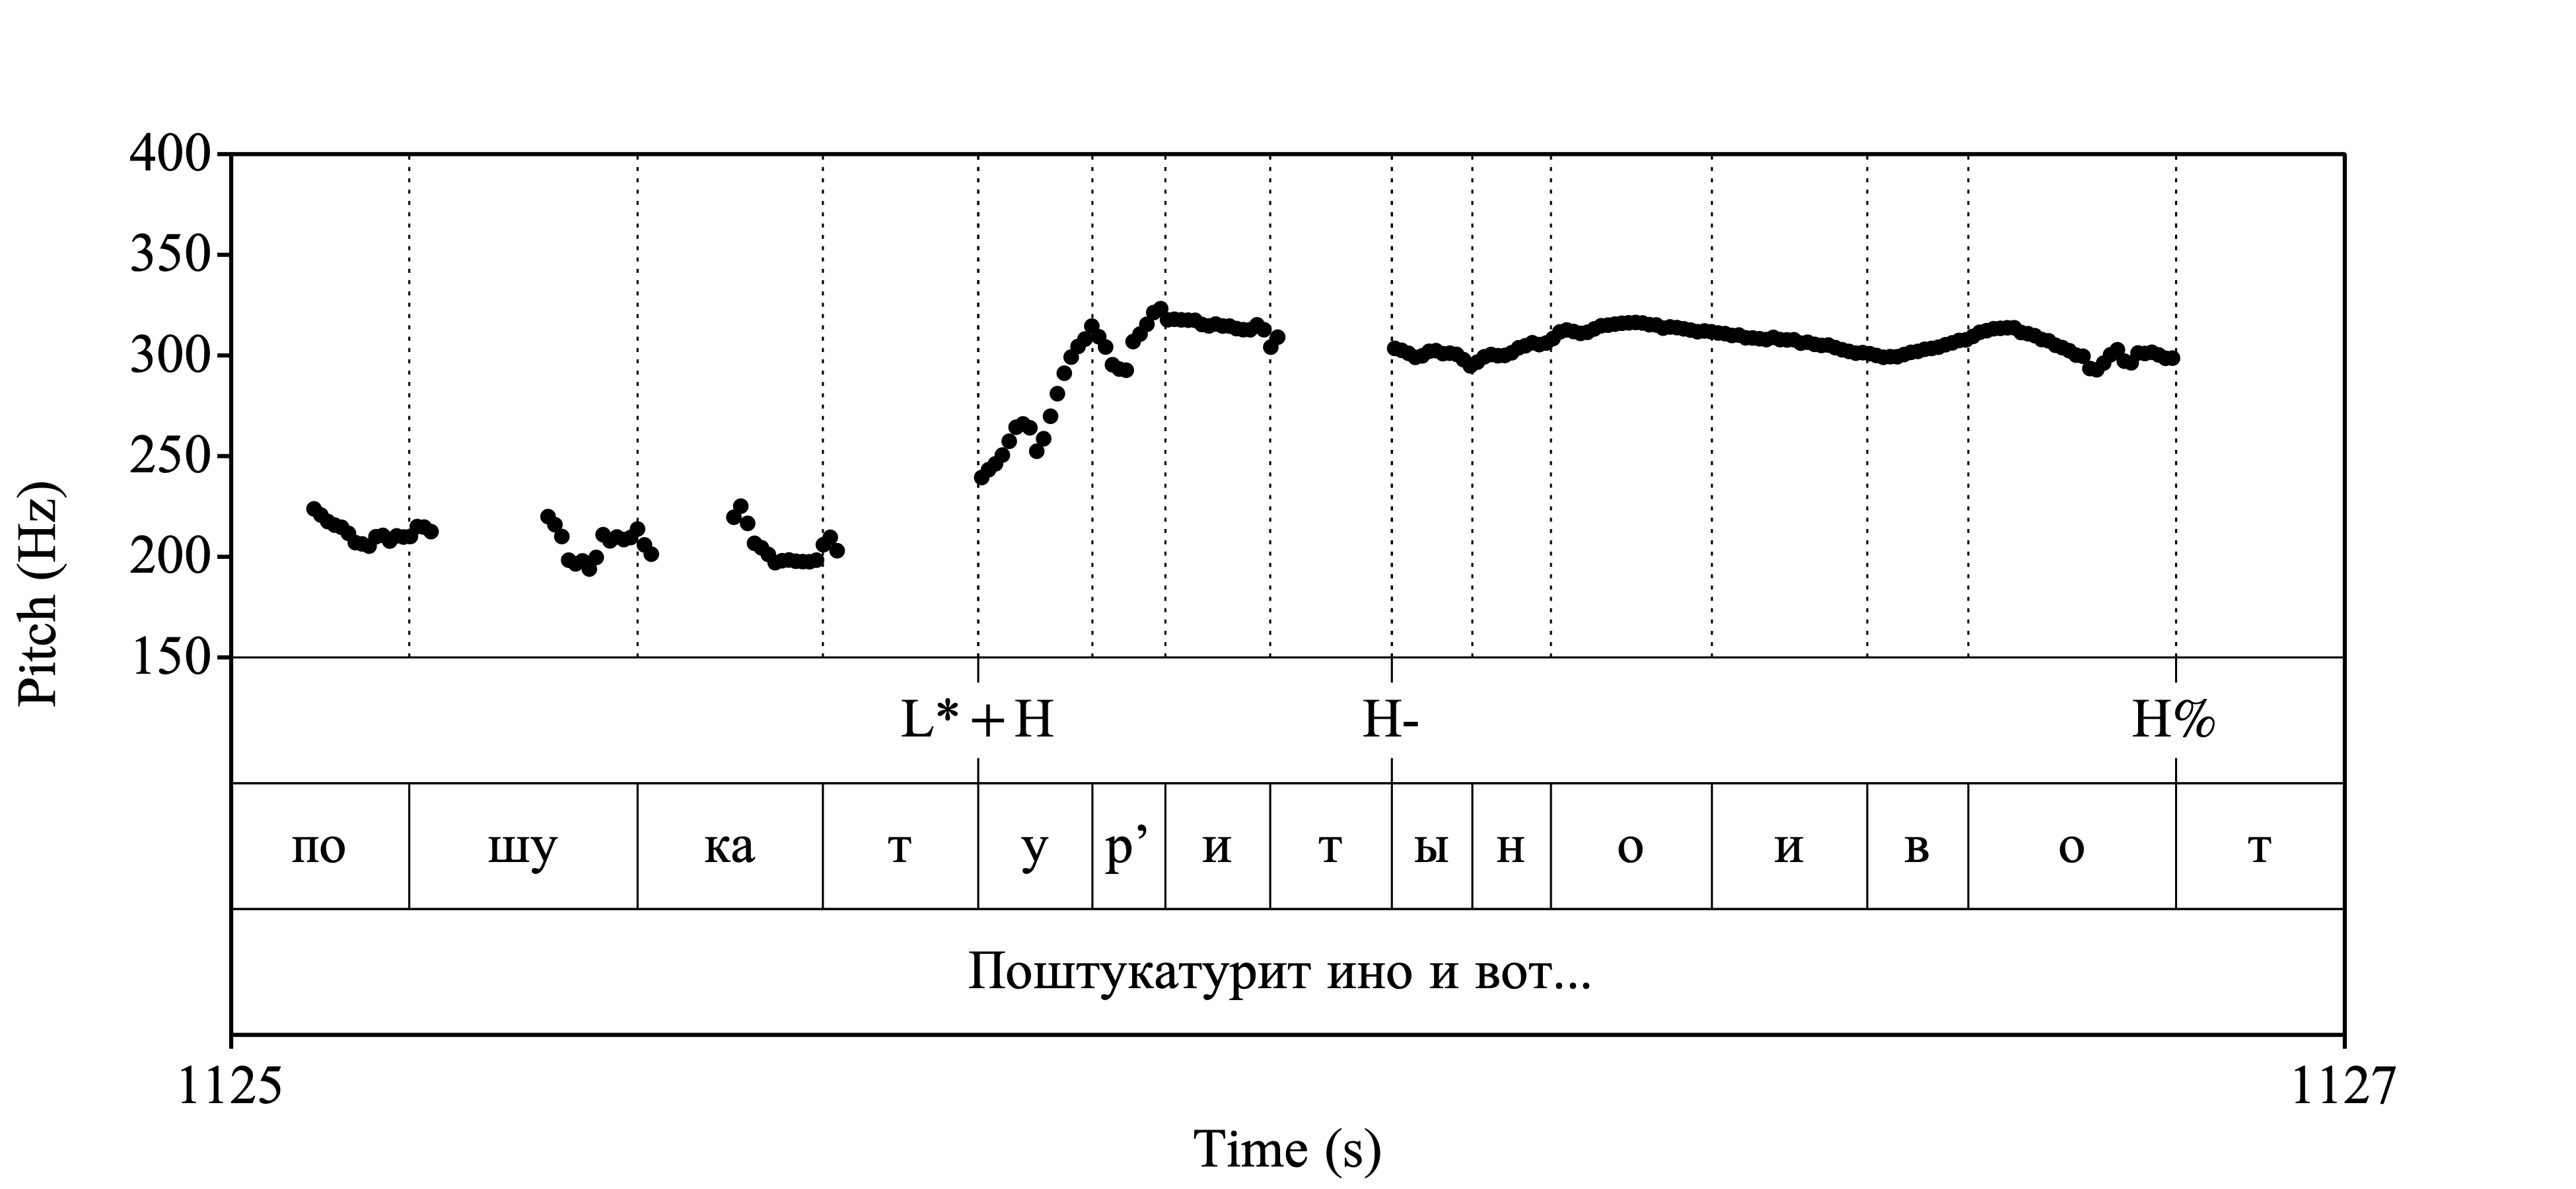 400
350
300
250
200
150
Pitch (Hz)
L*+H H- H%
по шу ка т у р’ и т ы н о и в о т
Поштукатурит ино и вот...
1125 1127
Time (s)